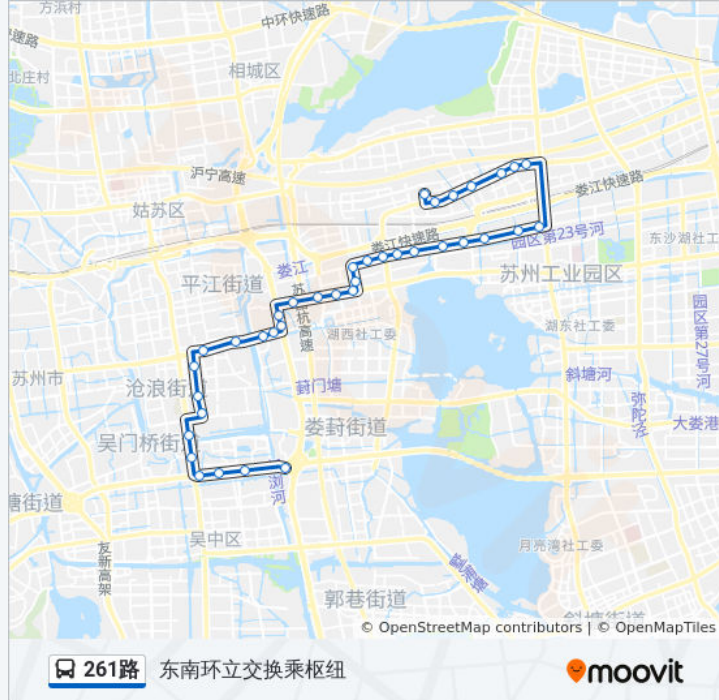 方浜村
中环快速路
速路
北庄村
相城区
沪宁高速
娄江快速路
姑苏区
娄江快速路
园区第23号河
东沙湖社工
娄江
平江街道
苏州工业园区
杭高速
湖西社工委
湖东社工委
园区第27号河
苏州市
沧浪街
葑门塘
斜塘河
弥陀泾
大娄港
吴门桥街
娄葑街道
浏河
塘街道
吴中区
友新高架
月亮湾社工委
郭巷街道
斜塘街道
© OpenStreetMap contributors | © OpenMapTiles
261路 东南环立交换乘枢纽
moovit